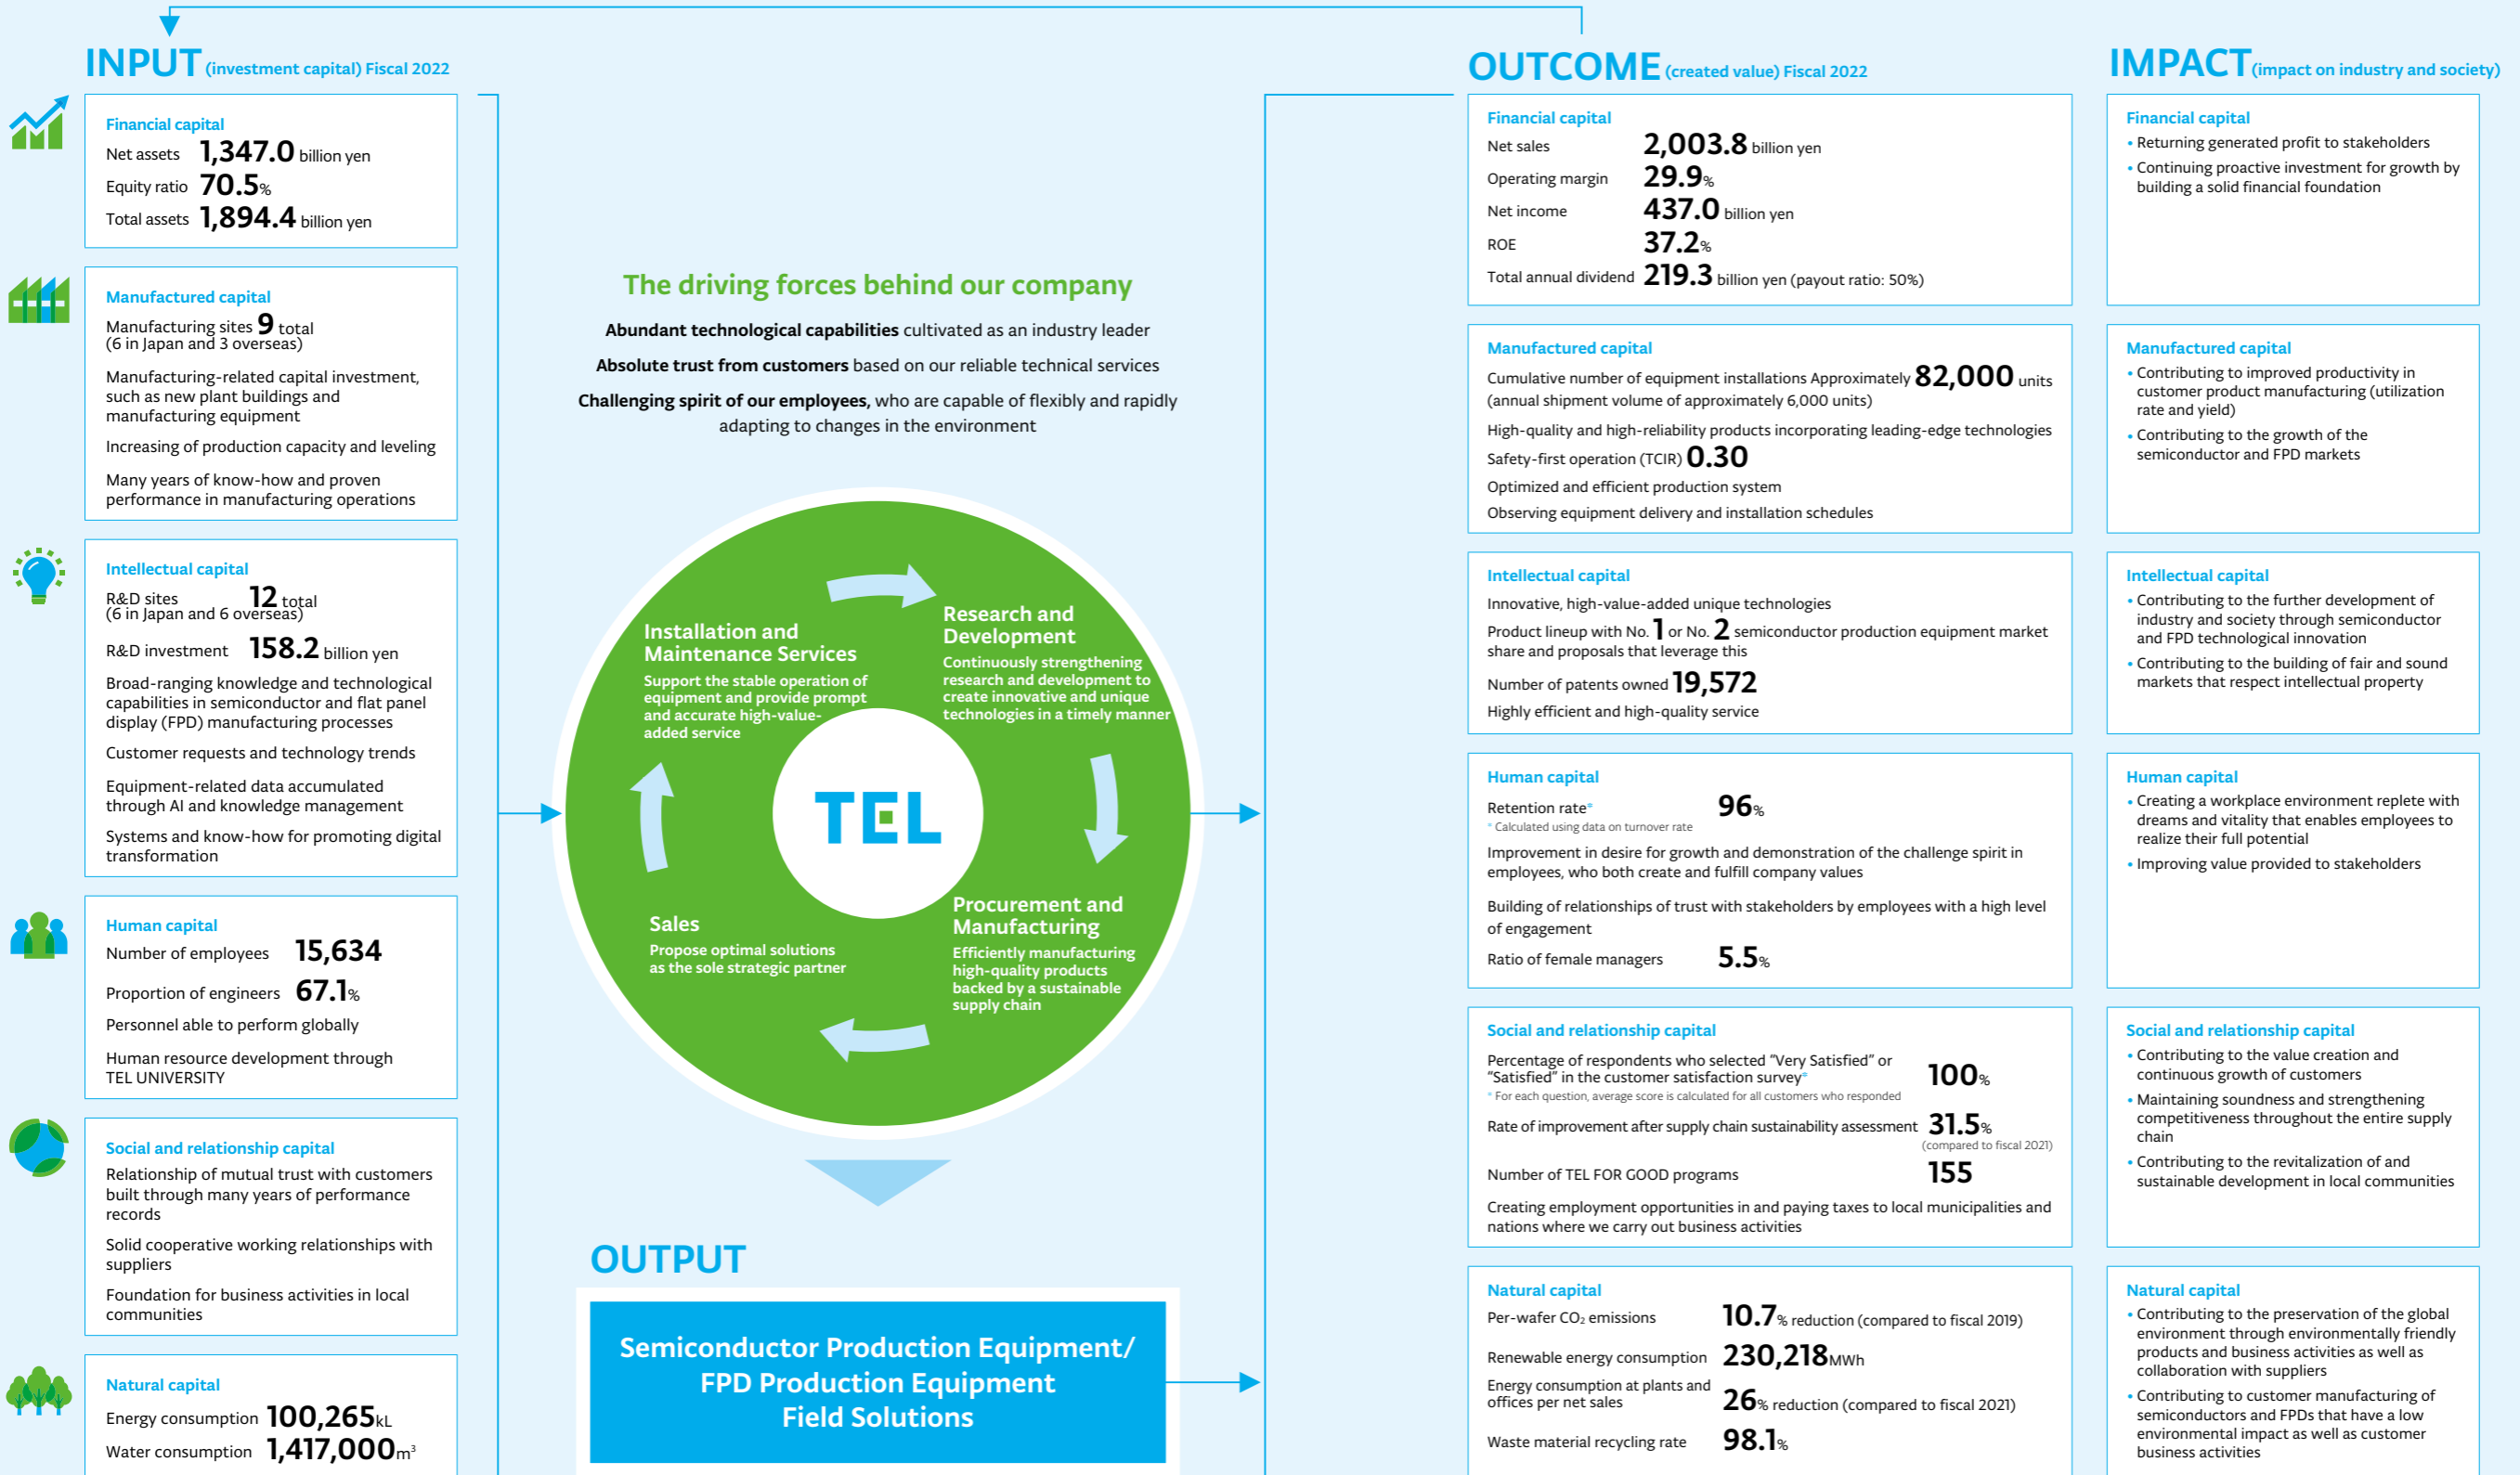 INPUT (investment capital) Fiscal 2022
Financial capital
Net assets 1,347.0 billion yen
Equity ratio 70.5%
Total assets 1,894.4 billion yen
Manufactured capital
Manufacturing sites 9 total
(6 in Japan and 3 overseas)
Manufacturing-related capital investment,
such as new plant buildings and
manufacturing equipment
Increasing of production capacity and leveling
Many years of know-how and proven
performance in manufacturing operations
Intellectual capital
R&D sites 12 total
(6 in Japan and 6 overseas)
R&D investment 158.2 billion yen
Broad-ranging knowledge and technological
capabilities in semiconductor and flat panel
display (FPD) manufacturing processes
Customer requests and technology trends
Equipment-related data accumulated
through AI and knowledge management
Systems and know-how for promoting digital
transformation
Human capital
Number of employees 15,634
Proportion of engineers 67.1%
Personnel able to perform globally
Human resource development through
TEL UNIVERSITY
Social and relationship capital
Relationship of mutual trust with customers
built through many years of performance
records
Solid cooperative working relationships with
suppliers
Foundation for business activities in local
communities
Natural capital
Energy consumption 100,265kL
Water consumption 1,417,000m³
The driving forces behind our company
Abundant technological capabilities cultivated as an industry leader
Absolute trust from customers based on our reliable technical services
Challenging spirit of our employees, who are capable of flexibly and rapidly
adapting to changes in the environment
Installation and
Maintenance Services
Support the stable operation of
equipment and provide prompt
and accurate high-value-
added service
Research and
Development
Continuously strengthening
research and development to
create innovative and unique
technologies in a timely manner
TEL
Sales
Propose optimal solutions
as the sole strategic partner
Procurement and
Manufacturing
Efficiently manufacturing
high-quality products
backed by a sustainable
supply chain
OUTPUT
Semiconductor Production Equipment/
FPD Production Equipment
Field Solutions
OUTCOME (created value) Fiscal 2022
Financial capital
Net sales 2,003.8 billion yen
Operating margin 29.9%
Net income 437.0 billion yen
ROE 37.2%
Total annual dividend 219.3 billion yen (payout ratio: 50%)
Manufactured capital
Cumulative number of equipment installations Approximately 82,000 units
(annual shipment volume of approximately 6,000 units)
High-quality and high-reliability products incorporating leading-edge technologies
Safety-first operation (TCIR) 0.30
Optimized and efficient production system
Observing equipment delivery and installation schedules
Intellectual capital
Innovative, high-value-added unique technologies
Product lineup with No. 1 or No. 2 semiconductor production equipment market
share and proposals that leverage this
Number of patents owned 19,572
Highly efficient and high-quality service
Human capital
Retention rate* 96%
* Calculated using data on turnover rate
Improvement in desire for growth and demonstration of the challenge spirit in
employees, who both create and fulfill company values
Building of relationships of trust with stakeholders by employees with a high level
of engagement
Ratio of female managers 5.5%
Social and relationship capital
Percentage of respondents who selected “Very Satisfied” or
“Satisfied” in the customer satisfaction survey* 100%
* For each question, average score is calculated for all customers who responded
Rate of improvement after supply chain sustainability assessment 31.5%
(compared to fiscal 2021)
Number of TEL FOR GOOD programs 155
Creating employment opportunities in and paying taxes to local municipalities and
nations where we carry out business activities
Natural capital
Per-wafer CO₂ emissions 10.7% reduction (compared to fiscal 2019)
Renewable energy consumption 230,218MWh
Energy consumption at plants and
offices per net sales 26% reduction (compared to fiscal 2021)
Waste material recycling rate 98.1%
IMPACT (impact on industry and society)
Financial capital
• Returning generated profit to stakeholders
• Continuing proactive investment for growth by
building a solid financial foundation
Manufactured capital
• Contributing to improved productivity in
customer product manufacturing (utilization
rate and yield)
• Contributing to the growth of the
semiconductor and FPD markets
Intellectual capital
• Contributing to the further development of
industry and society through semiconductor
and FPD technological innovation
• Contributing to the building of fair and sound
markets that respect intellectual property
Human capital
• Creating a workplace environment replete with
dreams and vitality that enables employees to
realize their full potential
• Improving value provided to stakeholders
Social and relationship capital
• Contributing to the value creation and
continuous growth of customers
• Maintaining soundness and strengthening
competitiveness throughout the entire supply
chain
• Contributing to the revitalization of and
sustainable development in local communities
Natural capital
• Contributing to the preservation of the global
environment through environmentally friendly
products and business activities as well as
collaboration with suppliers
• Contributing to customer manufacturing of
semiconductors and FPDs that have a low
environmental impact as well as customer
business activities